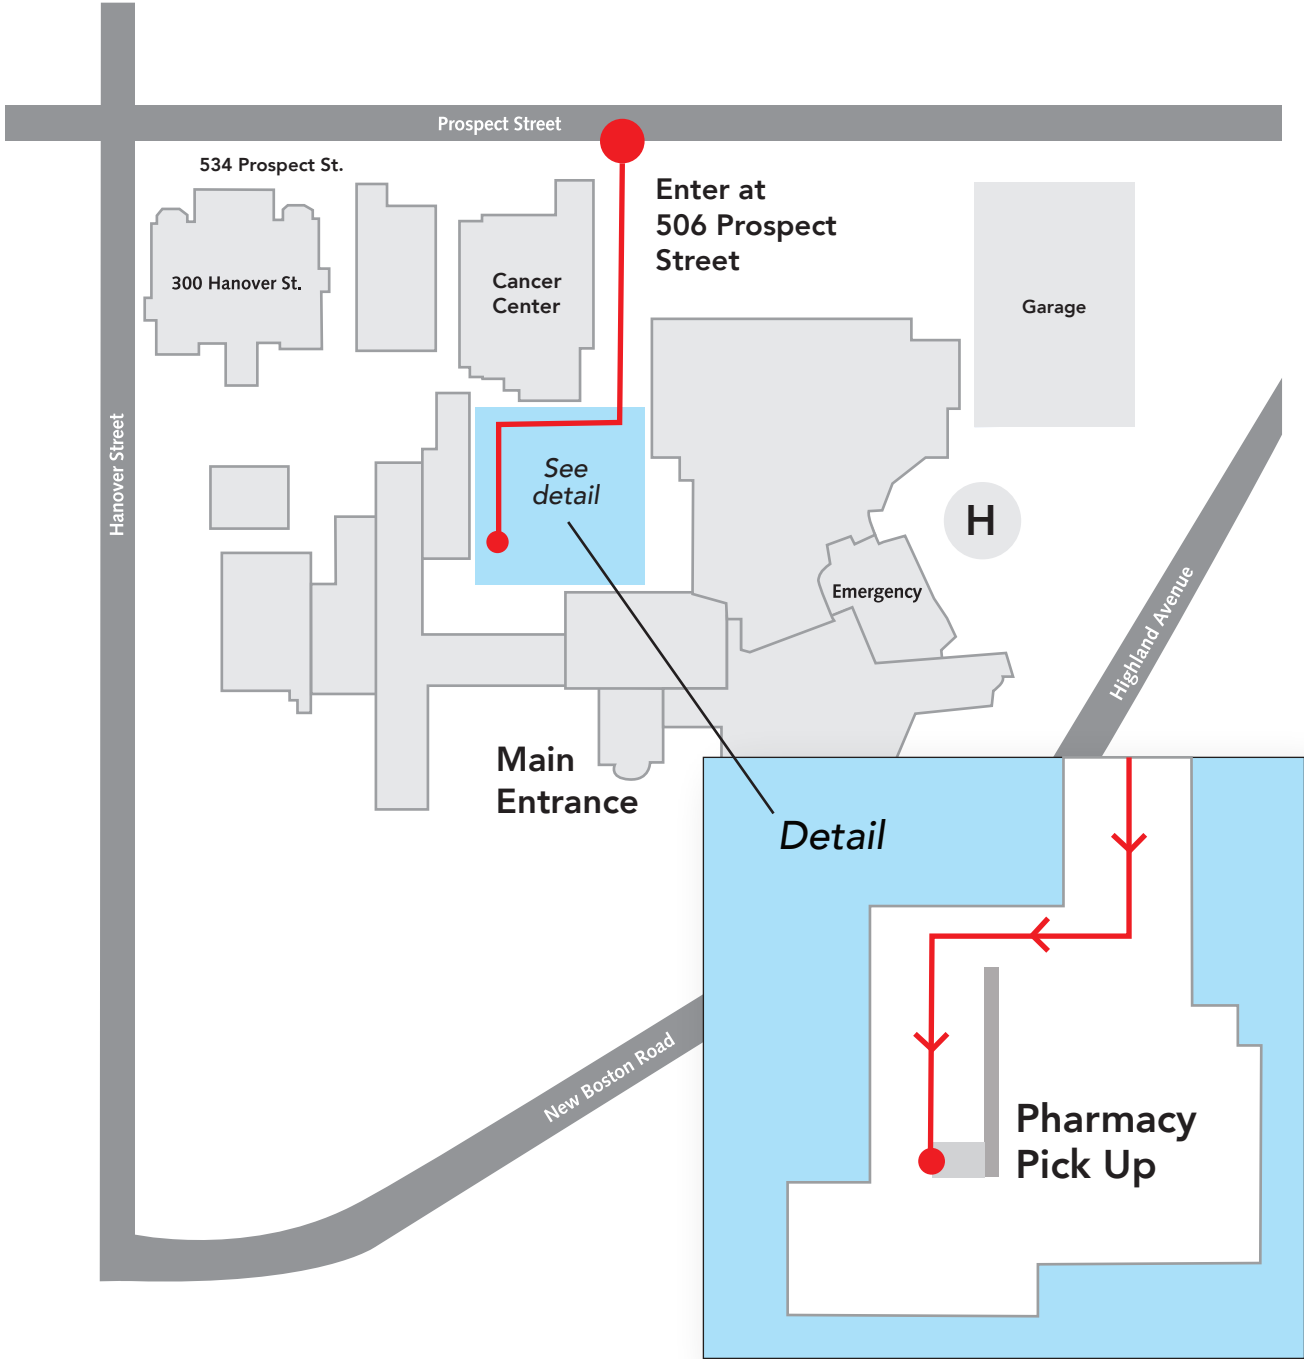 Prospect Street
534 Prospect St.
Enter at
506 Prospect
Street
300 Hanover St.
Cancer
Center
Garage
Hanover Street
See
detail
H
Emergency
Highland Avenue
Main
Entrance
Detail
New Boston Road
Pharmacy
Pick Up